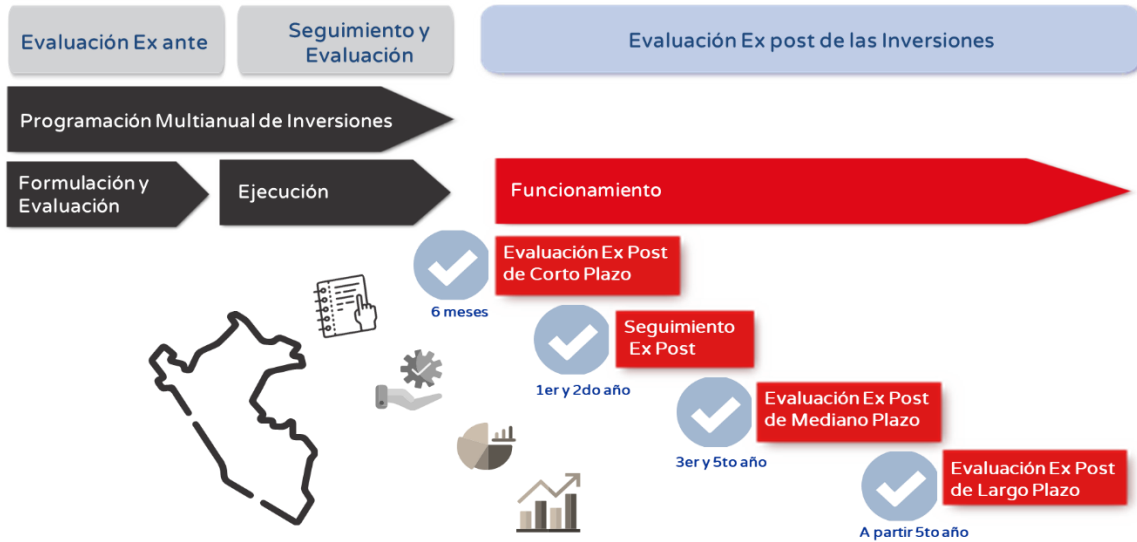 Evaluación Ex ante
Seguimiento y
Evaluación
Evaluación Ex post de las Inversiones
Programación Multianual de Inversiones
Formulación y
Evaluación
Ejecución
Funcionamiento
Evaluación Ex Post
de Corto Plazo
6 meses
Seguimiento
Ex Post
1er y 2do año
Evaluación Ex Post
de Mediano Plazo
3er y 5to año
Evaluación Ex Post
de Largo Plazo
A partir 5to año